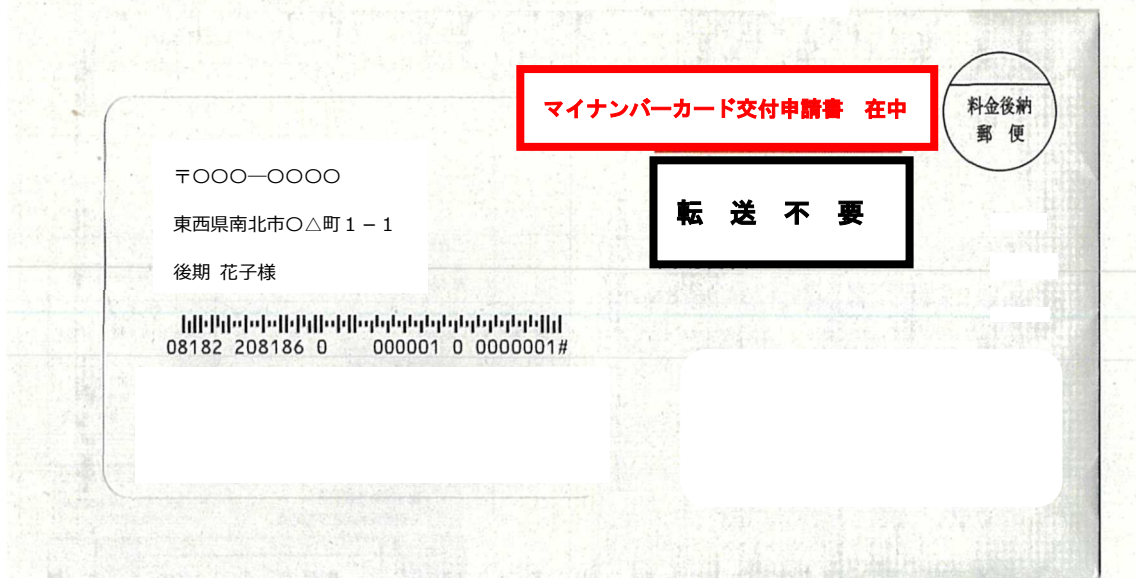 マイナンバーカード交付申請書　在中
料金後納
郵　便
転　送　不　要
〒〇〇〇―〇〇〇〇
東西県南北市〇△町１－１
後期 花子様
08182 208186 0　　000001 0 0000001#